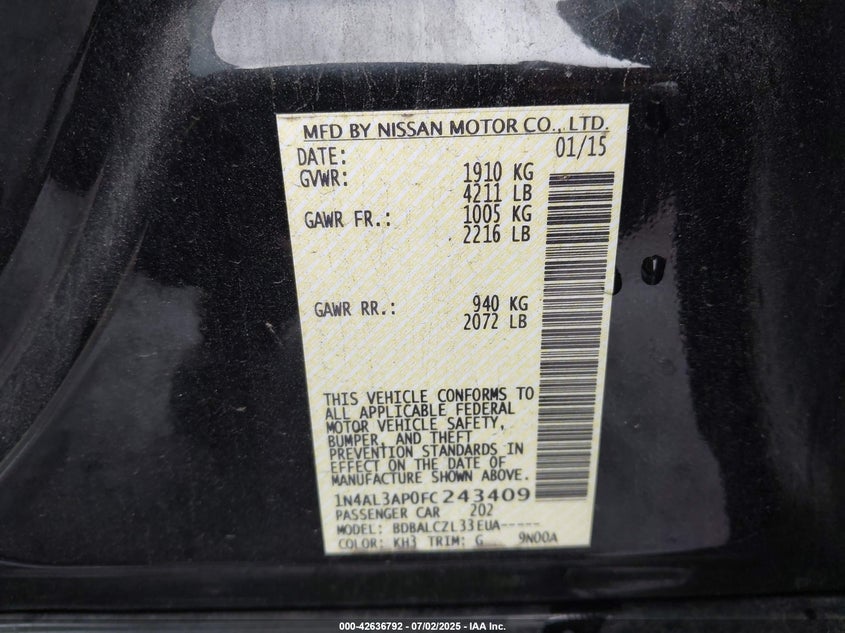 MFD BY NISSAN MOTOR CO., LTD.
DATE: 01/15
GVWR: 1910 KG
4211 LB
GAWR FR.: 1005 KG
2216 LB
GAWR RR.: 940 KG
2072 LB
THIS VEHICLE CONFORMS TO
ALL APPLICABLE FEDERAL
MOTOR VEHICLE SAFETY,
BUMPER, AND THEFT
PREVENTION STANDARDS IN
EFFECT ON THE DATE OF
MANUFACTURE SHOWN ABOVE.
1N4AL3AP0FC243409
PASSENGER CAR 202
MODEL: BDBALCZL33EUA-----
COLOR: KH3 TRIM: G 9N00A
000-42636792 - 07/02/2025 - IAA Inc.